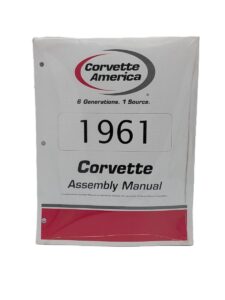 Corvette
America
6 Generations. 1 Source.
1961
Corvette
Assembly Manual